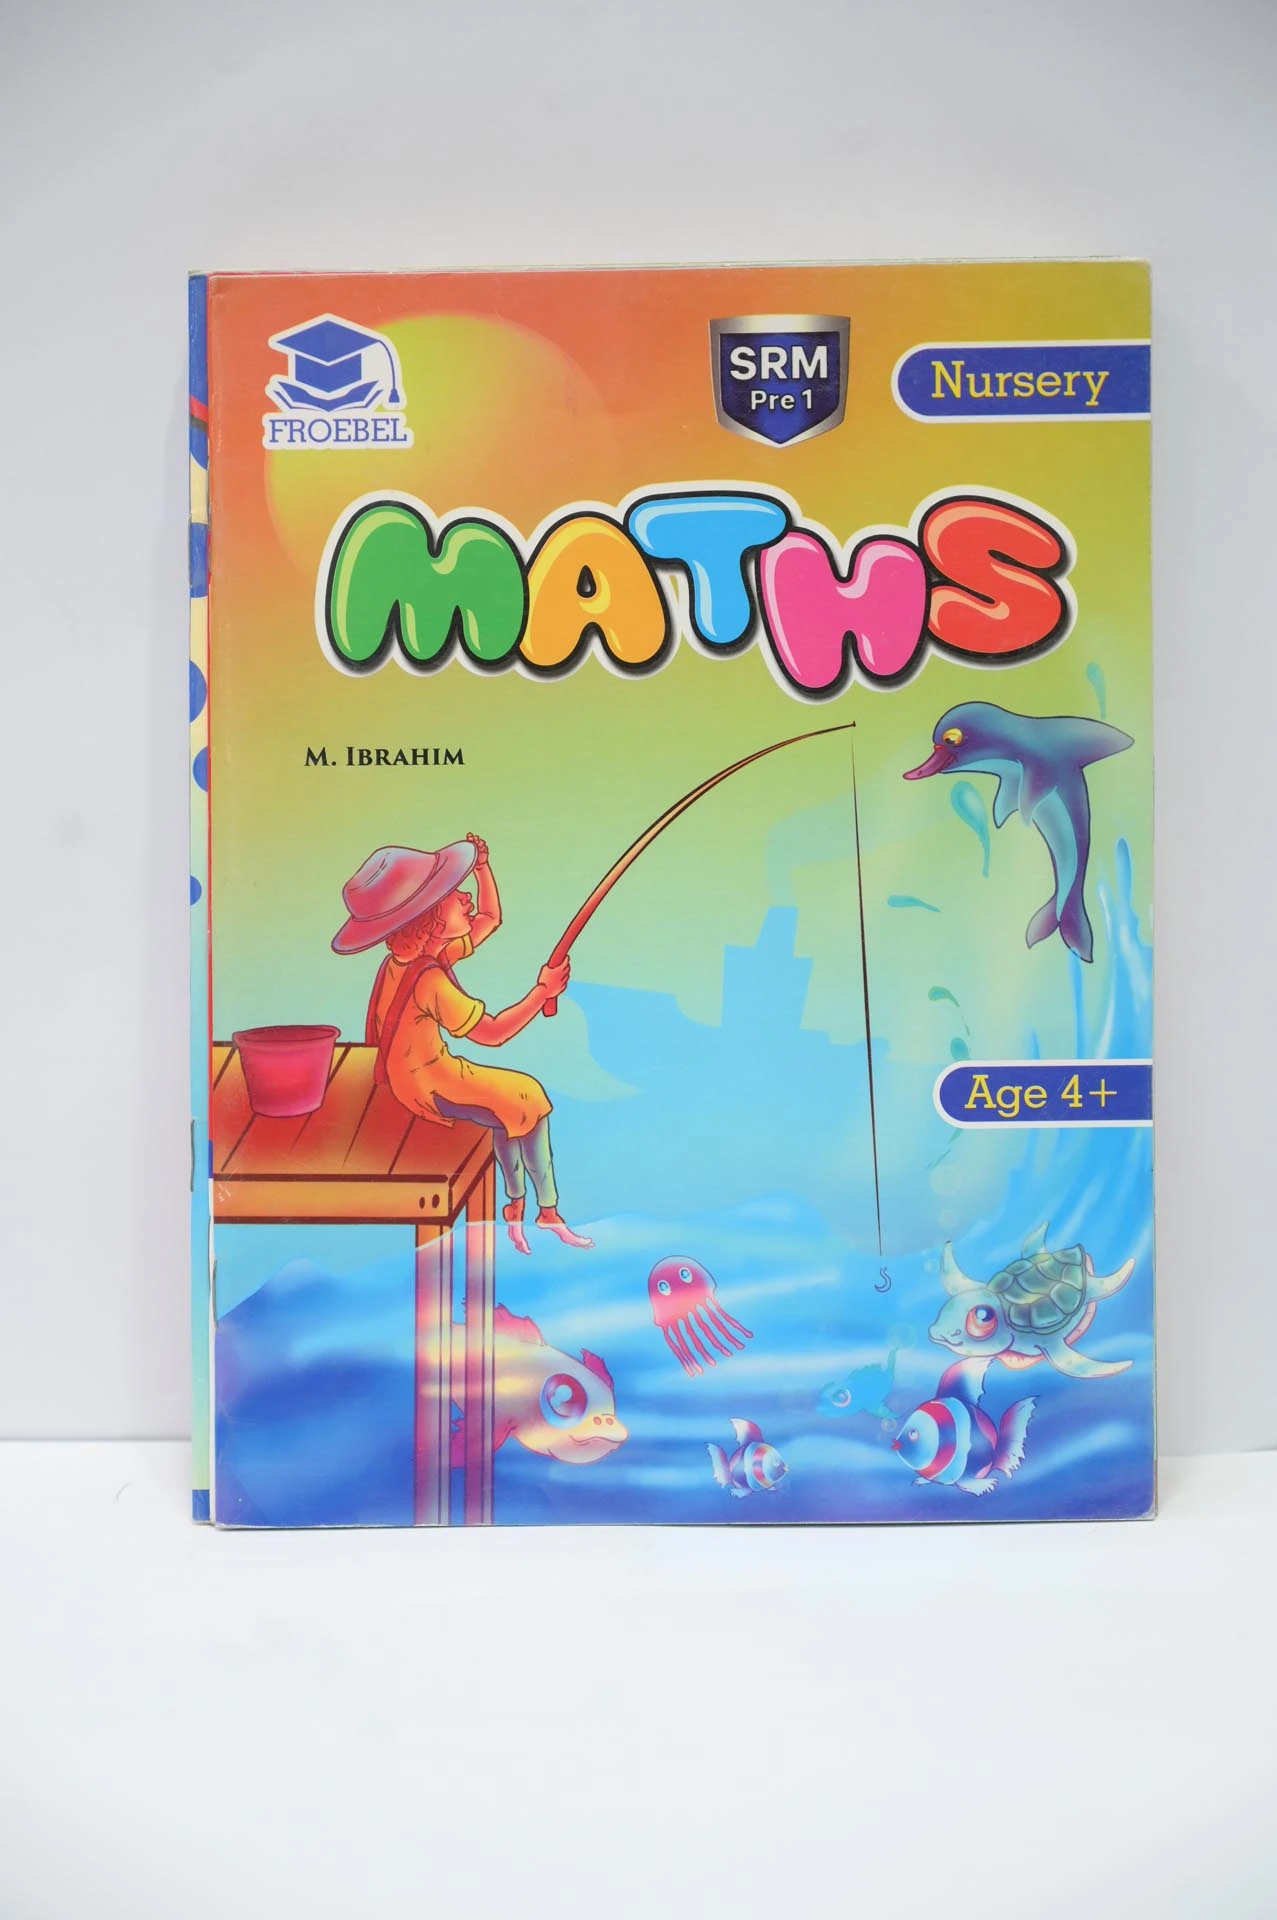 FROEBEL
SRM
Pre 1
Nursery
MATHS
M. IBRAHIM
Age 4+